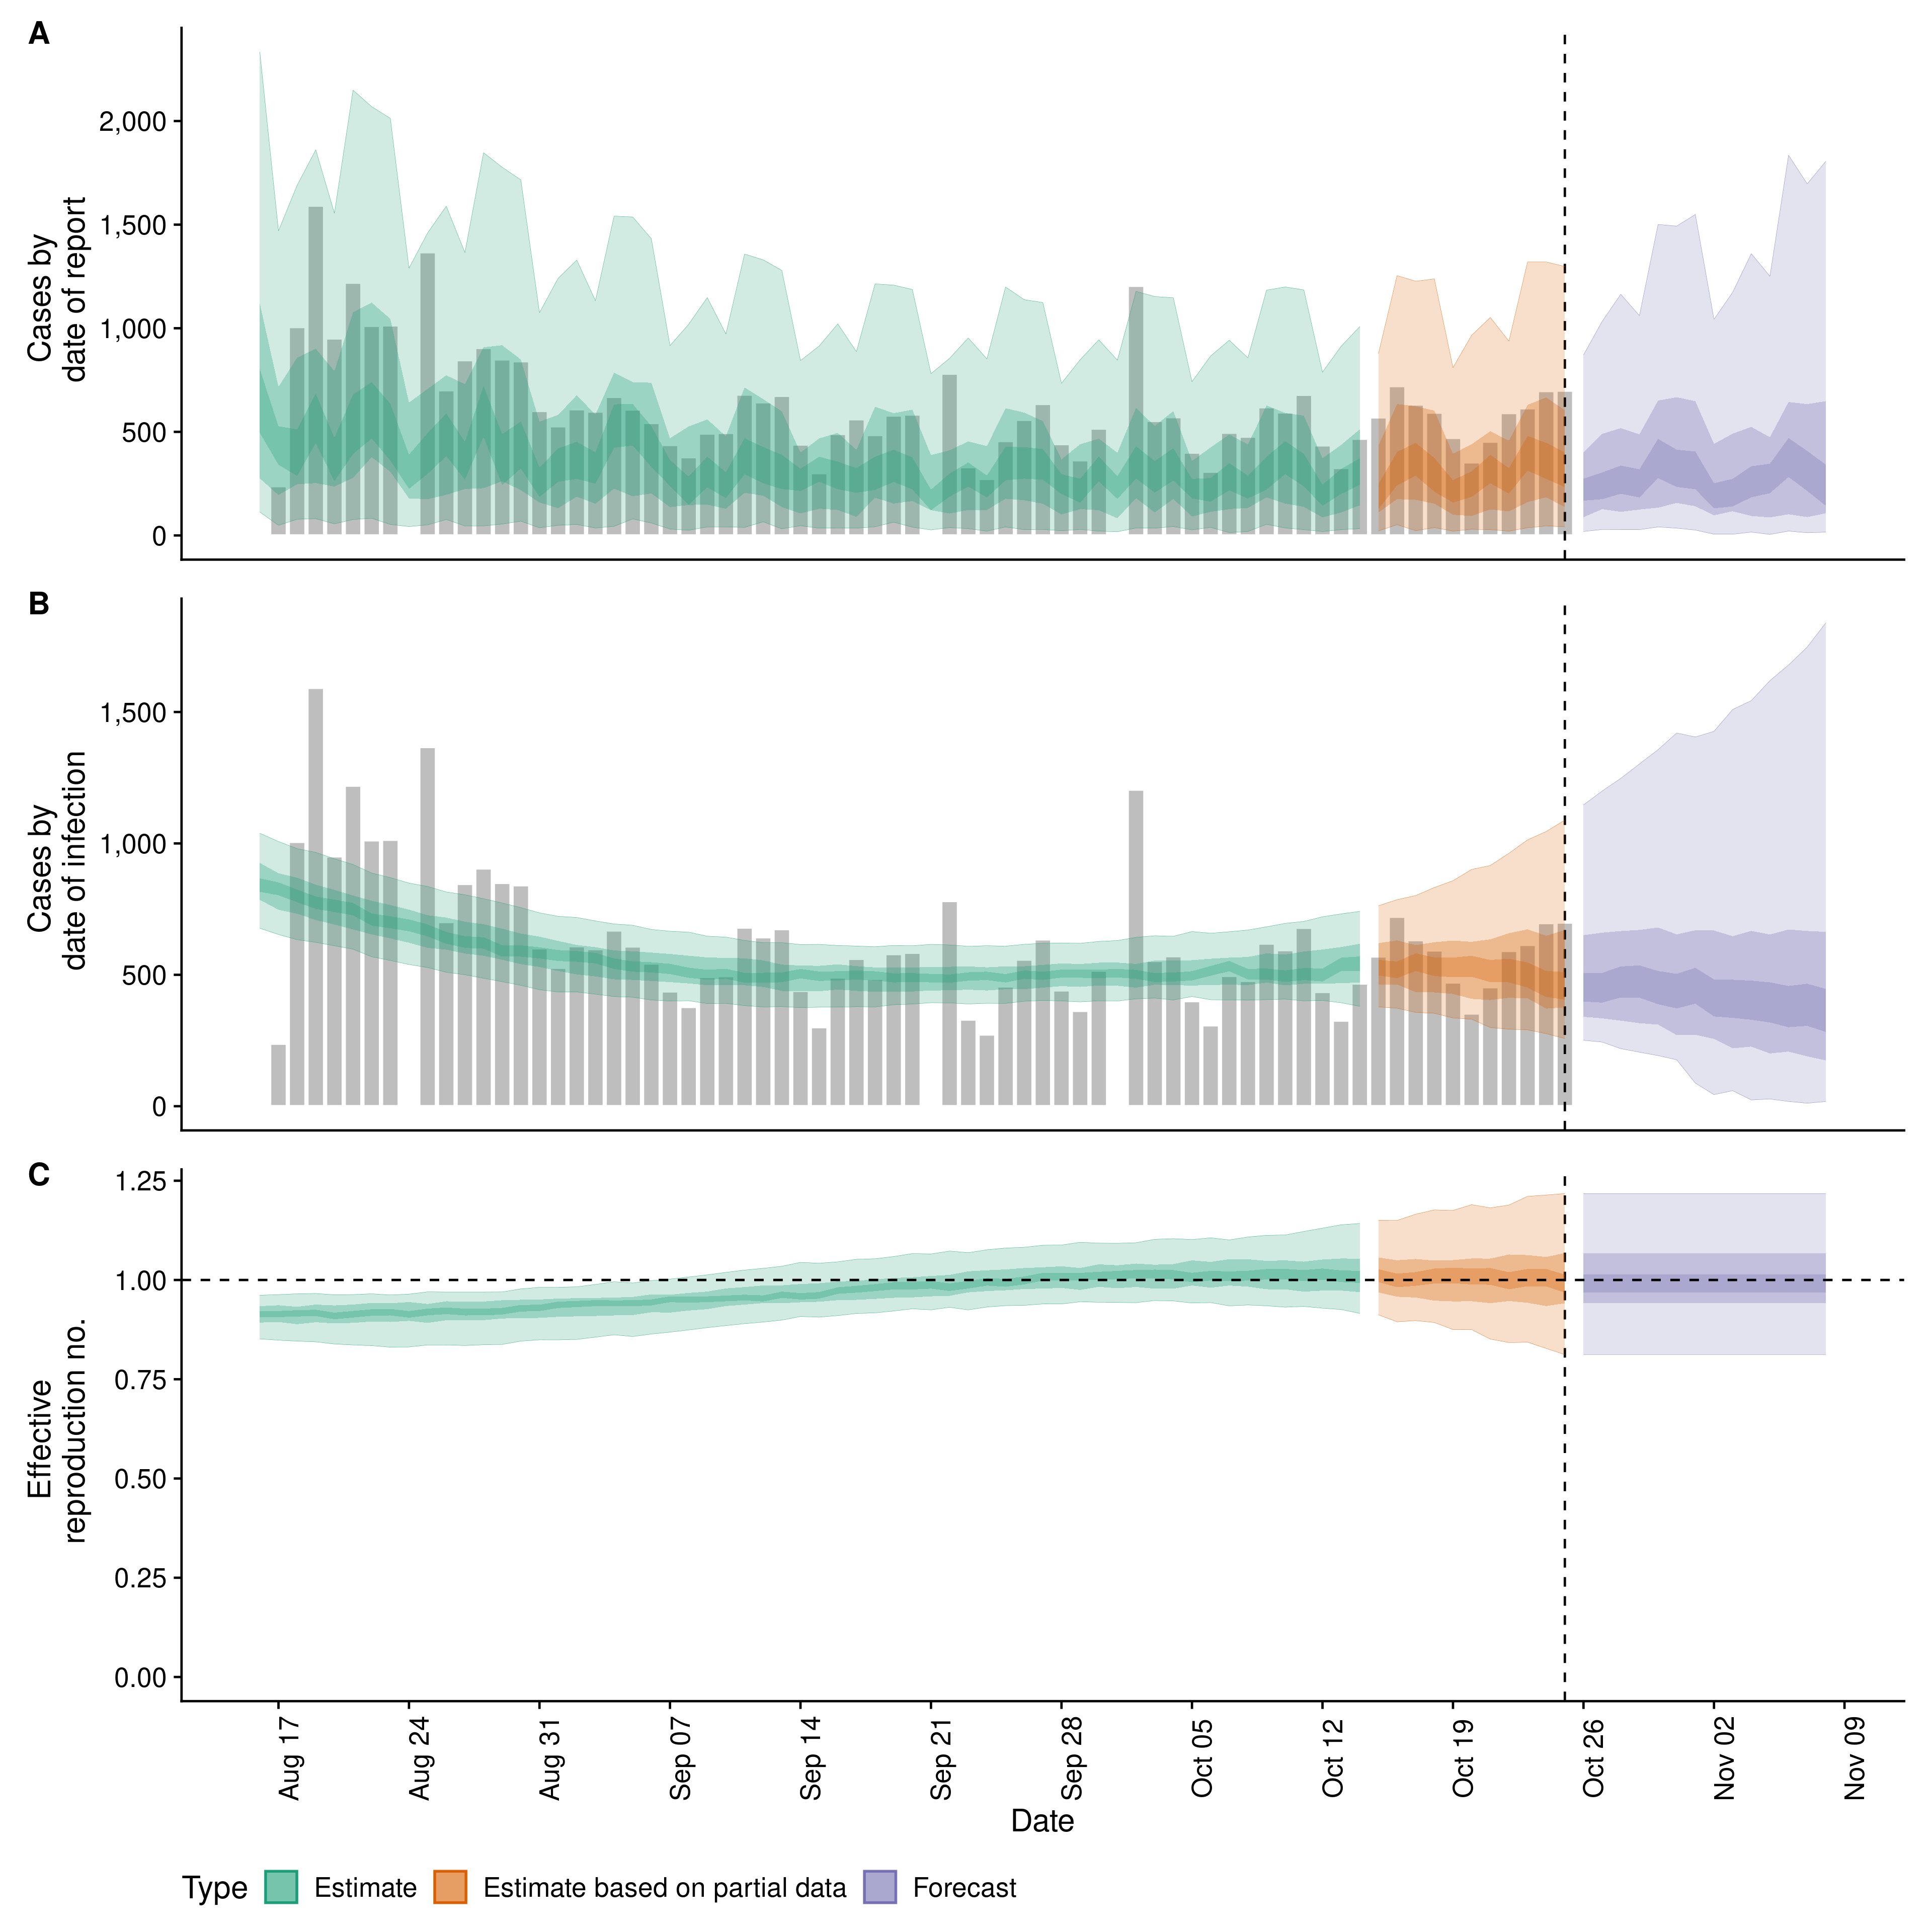 A
Cases by
date of report
2,000
1,500
1,000
500
0
B
Cases by
date of infection
1,500
1,000
500
0
C
Effective
reproduction no.
1.25
1.00
0.75
0.50
0.25
0.00
Aug 17
Aug 24
Aug 31
Sep 07
Sep 14
Sep 21
Sep 28
Oct 05
Oct 12
Oct 19
Oct 26
Nov 02
Nov 09
Date
Type Estimate Estimate based on partial data Forecast